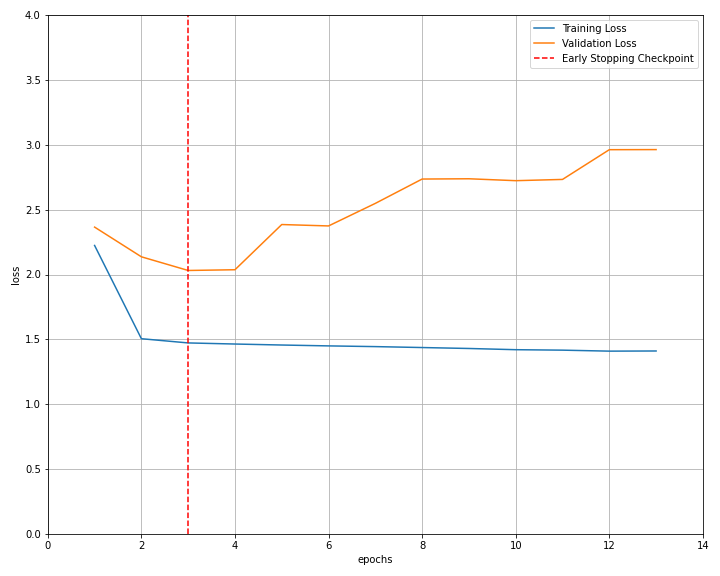 4.0
3.5
3.0
2.5
2.0
1.5
1.0
0.5
0.0
loss
0 2 4 6 8 10 12 14
epochs
Training Loss
Validation Loss
Early Stopping Checkpoint